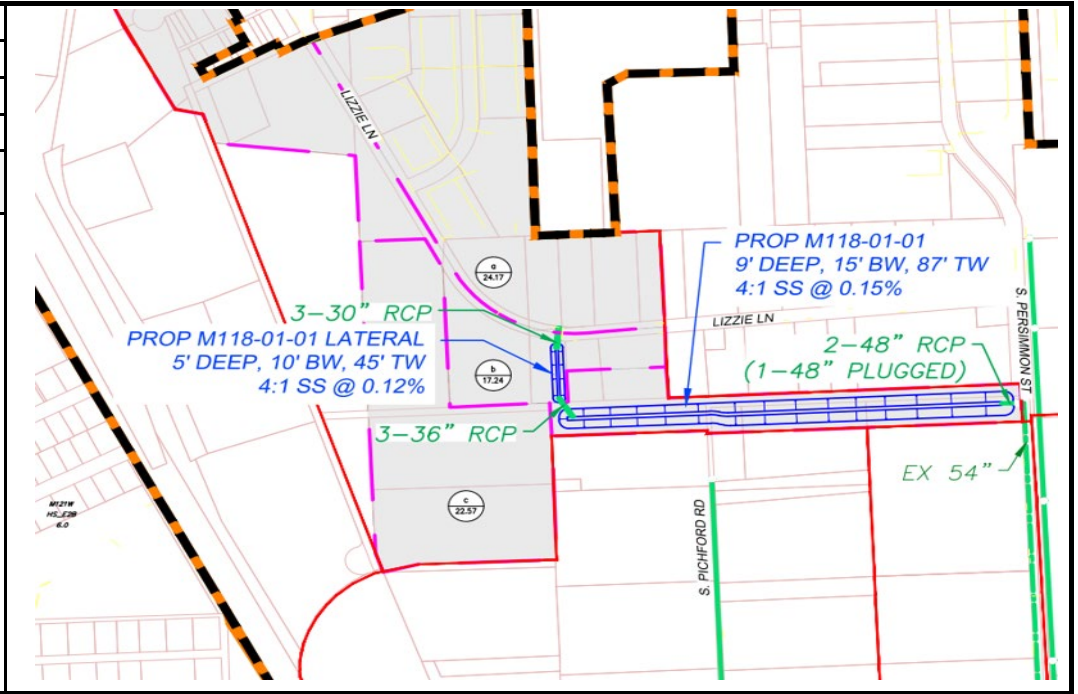 LIZZIE LN
a
24.17
PROP M118-01-01
9' DEEP, 15' BW, 87' TW
4:1 SS @ 0.15%
S. PERSIMMON ST
3-30" RCP
LIZZIE LN
PROP M118-01-01 LATERAL
5' DEEP, 10' BW, 45' TW
4:1 SS @ 0.12%
2-48" RCP
(1-48" PLUGGED)
b
17.24
3-36" RCP
EX 54"
c
22.57
M121W
6.0
S. PICHFORD RD